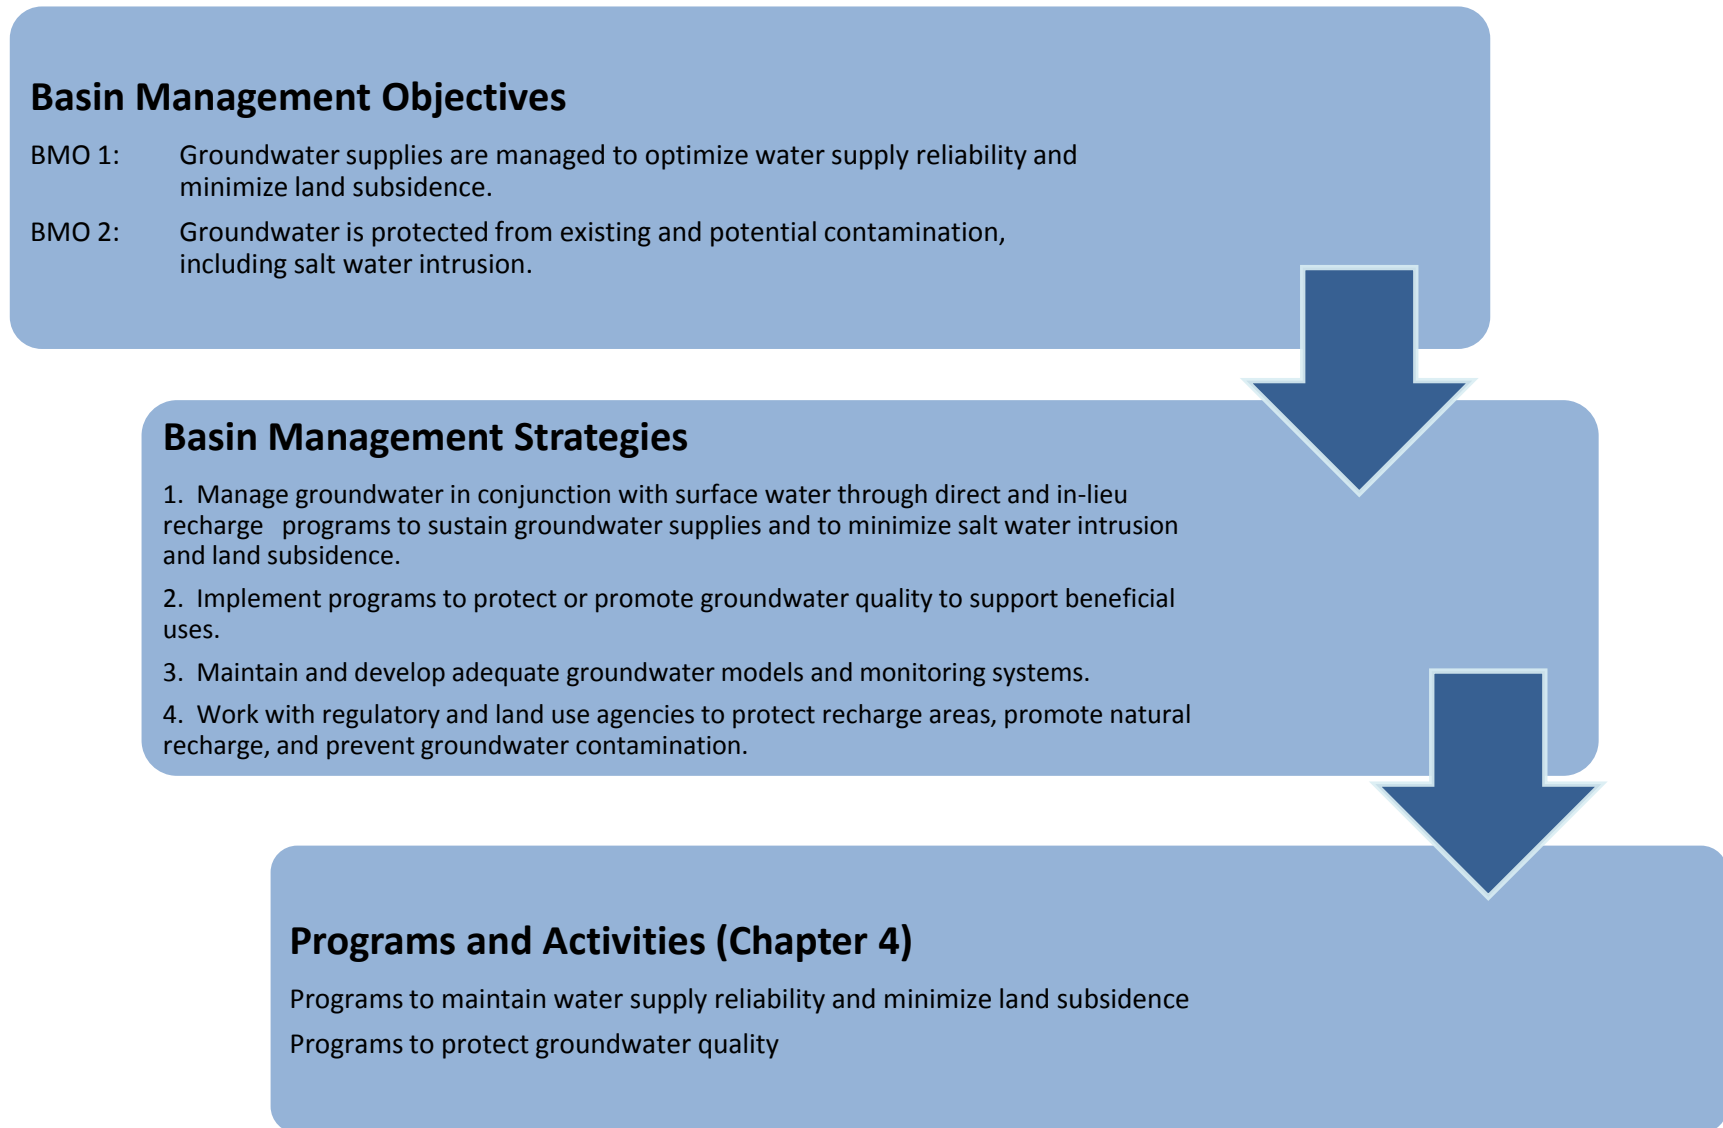 Basin Management Objectives
BMO 1: Groundwater supplies are managed to optimize water supply reliability and
minimize land subsidence.
BMO 2: Groundwater is protected from existing and potential contamination,
including salt water intrusion.
Basin Management Strategies
1. Manage groundwater in conjunction with surface water through direct and in-lieu
recharge programs to sustain groundwater supplies and to minimize salt water intrusion
and land subsidence.
2. Implement programs to protect or promote groundwater quality to support beneficial
uses.
3. Maintain and develop adequate groundwater models and monitoring systems.
4. Work with regulatory and land use agencies to protect recharge areas, promote natural
recharge, and prevent groundwater contamination.
Programs and Activities (Chapter 4)
Programs to maintain water supply reliability and minimize land subsidence
Programs to protect groundwater quality